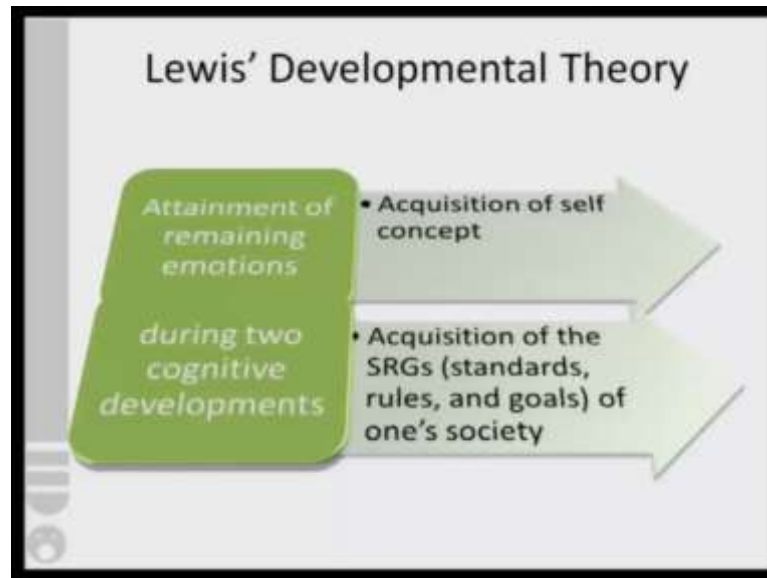 Lewis' Developmental Theory
Attainment of
remaining
emotions
• Acquisition of self
concept
during two
cognitive
developments
• Acquisition of the
SRGs (standards,
rules, and goals) of
one's society